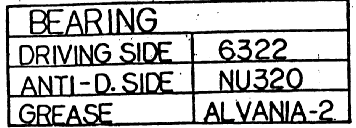 BEARING
DRIVING SIDE 6322
ANTI-D. SIDE NU320
GREASE ALVANIA-2